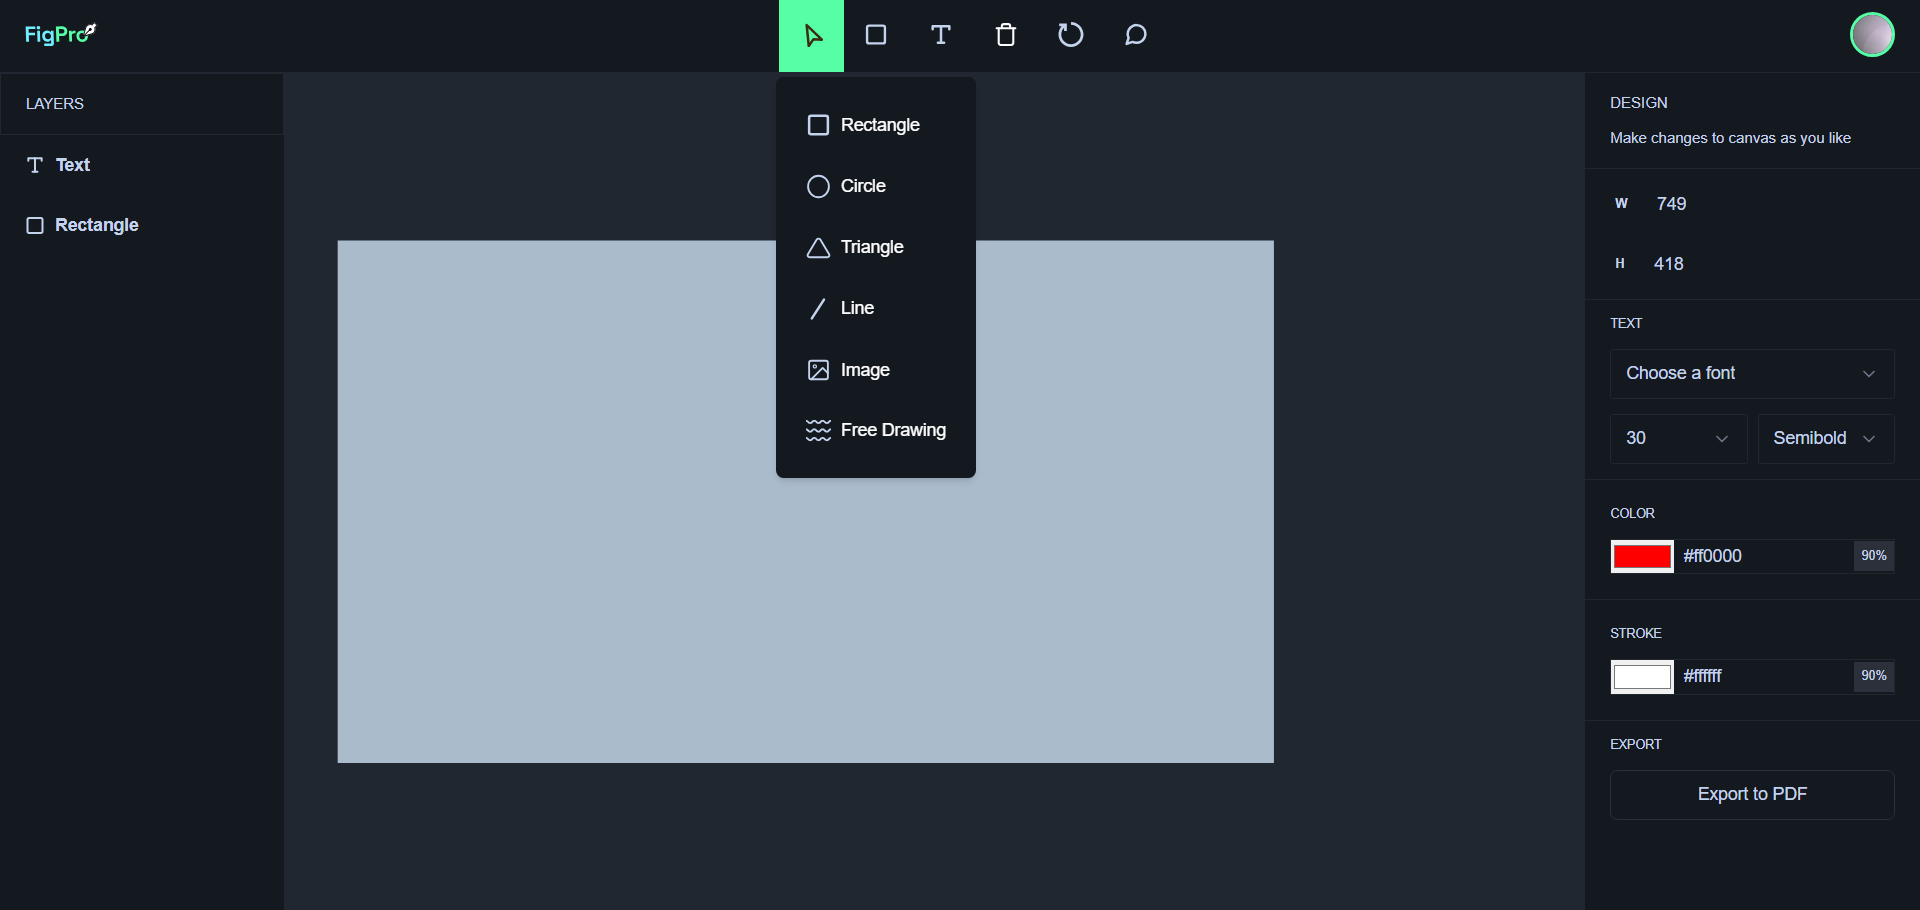 FigPro
LAYERS
Text
Rectangle
Rectangle
Circle
Triangle
Line
Image
Free Drawing
DESIGN
Make changes to canvas as you like
W 749
H 418
TEXT
Choose a font
30 Semibold
COLOR
#ff0000 90%
STROKE
#ffffff 90%
EXPORT
Export to PDF